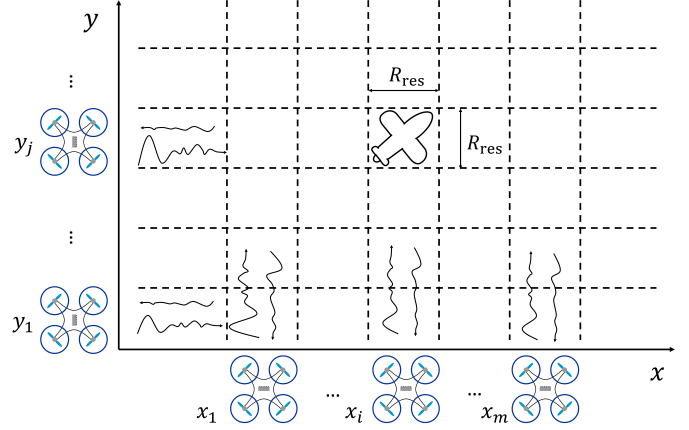 y
R_res
⋮
y_j
R_res
⋮
y_1
x
x_1 ... x_i ... x_m